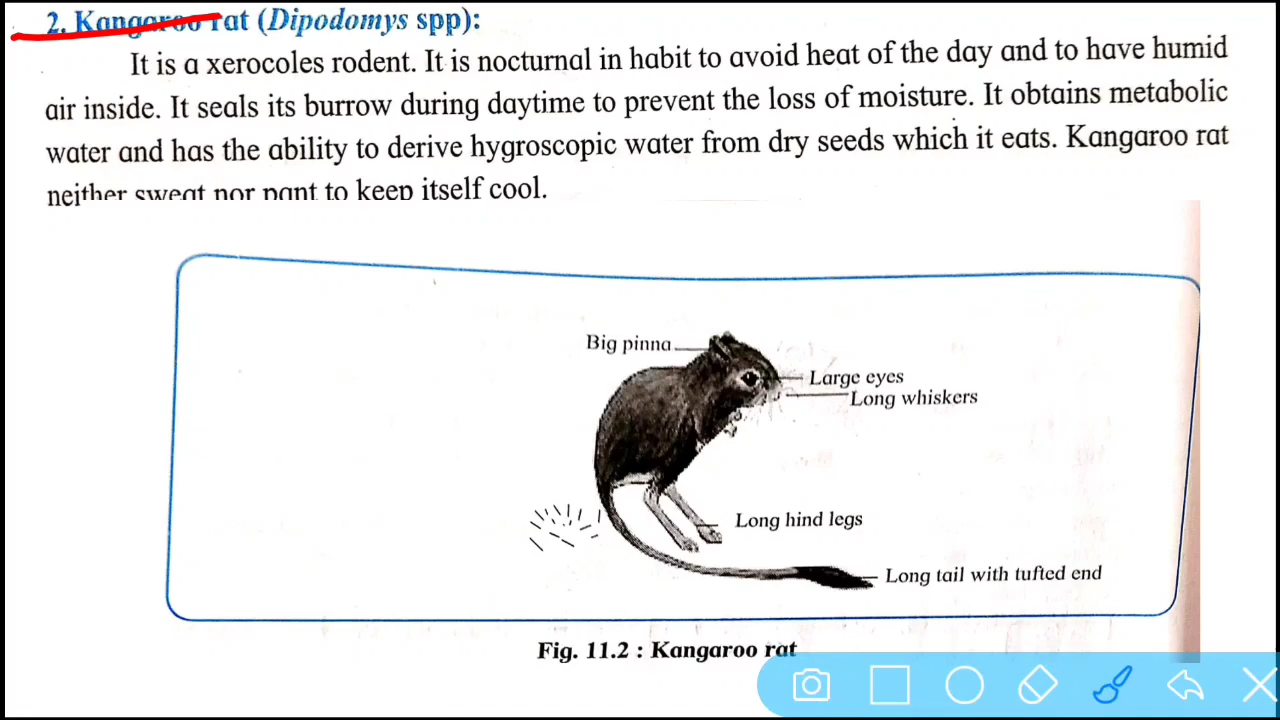 2. Kangaroo rat (Dipodomys spp):
It is a xerocoles rodent. It is nocturnal in habit to avoid heat of the day and to have humid
air inside. It seals its burrow during daytime to prevent the loss of moisture. It obtains metabolic
water and has the ability to derive hygroscopic water from dry seeds which it eats. Kangaroo rat
neither sweat nor pant to keep itself cool.
Big pinna
Large eyes
Long whiskers
Long hind legs
Long tail with tufted end
Fig. 11.2 : Kangaroo rat